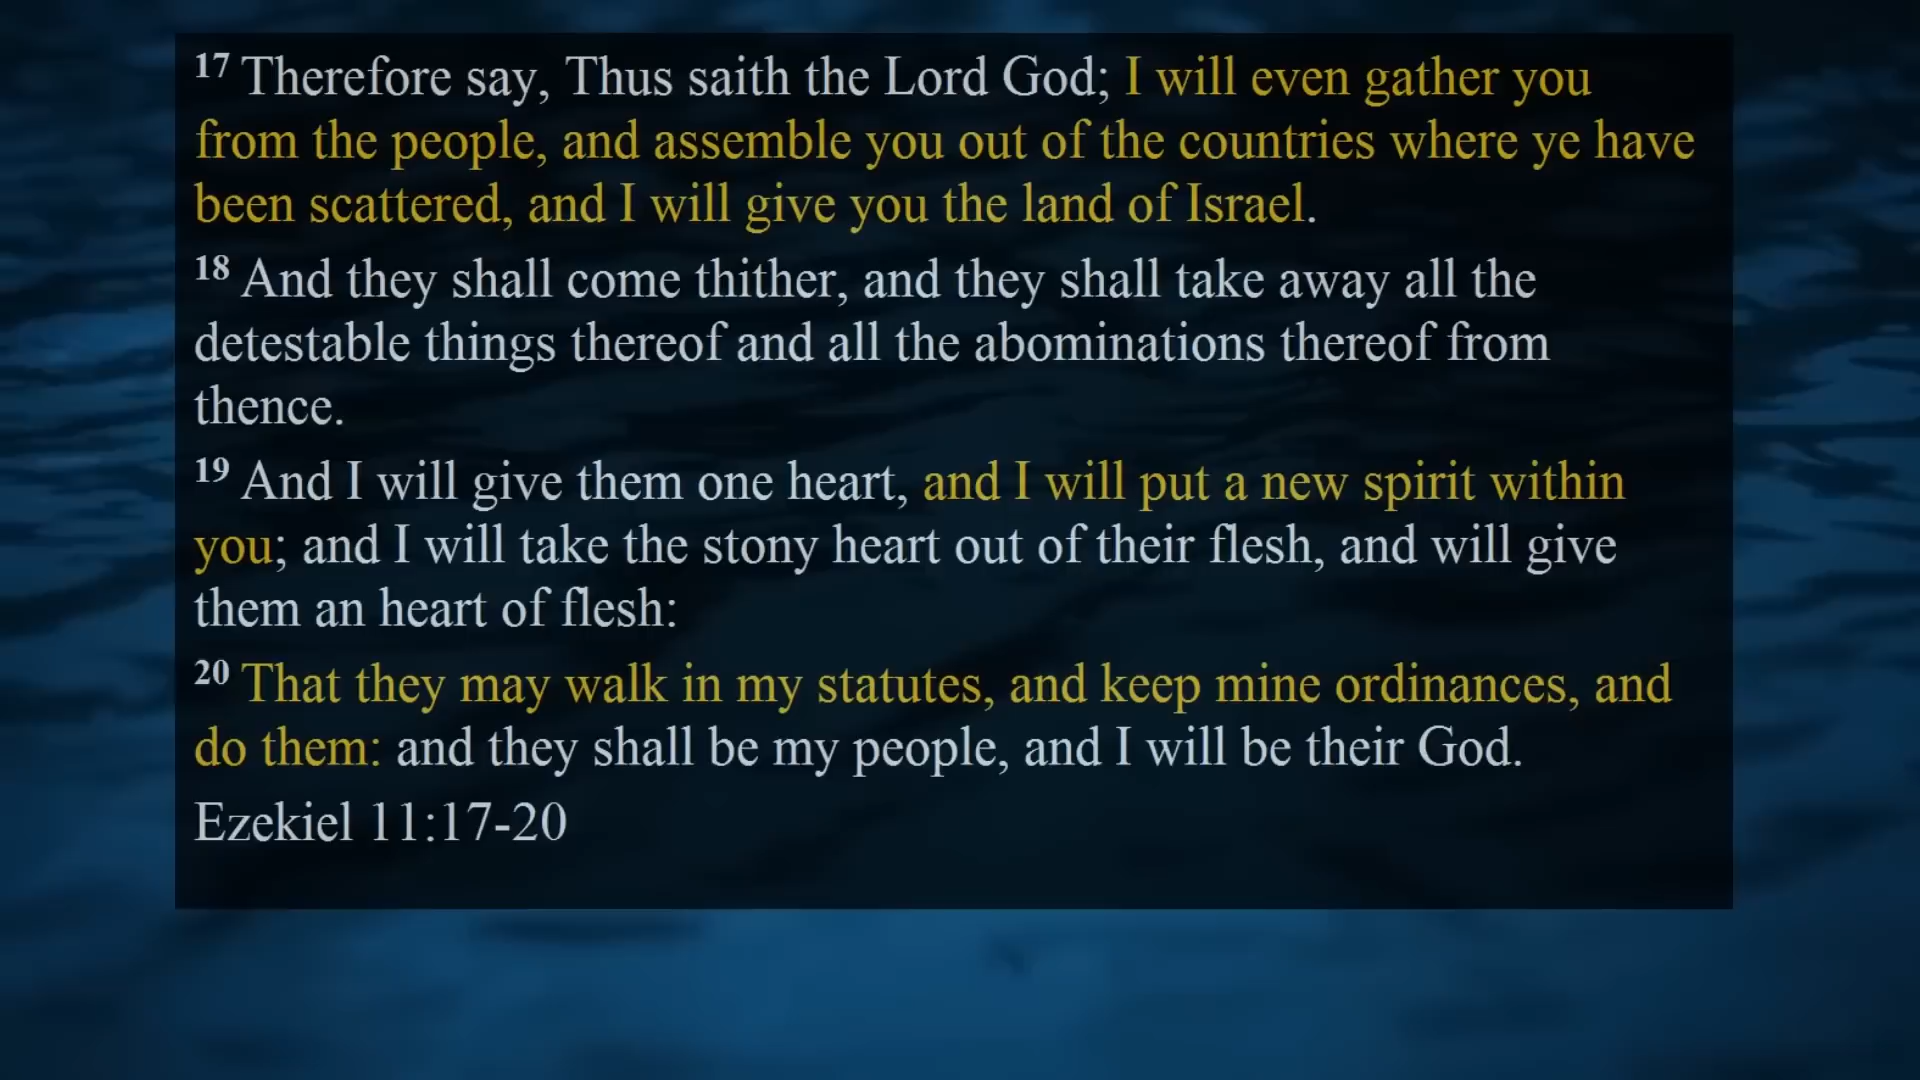 17 Therefore say, Thus saith the Lord God; I will even gather you
from the people, and assemble you out of the countries where ye have
been scattered, and I will give you the land of Israel.
18 And they shall come thither, and they shall take away all the
detestable things thereof and all the abominations thereof from
thence.
19 And I will give them one heart, and I will put a new spirit within
you; and I will take the stony heart out of their flesh, and will give
them an heart of flesh:
20 That they may walk in my statutes, and keep mine ordinances, and
do them: and they shall be my people, and I will be their God.
Ezekiel 11:17-20